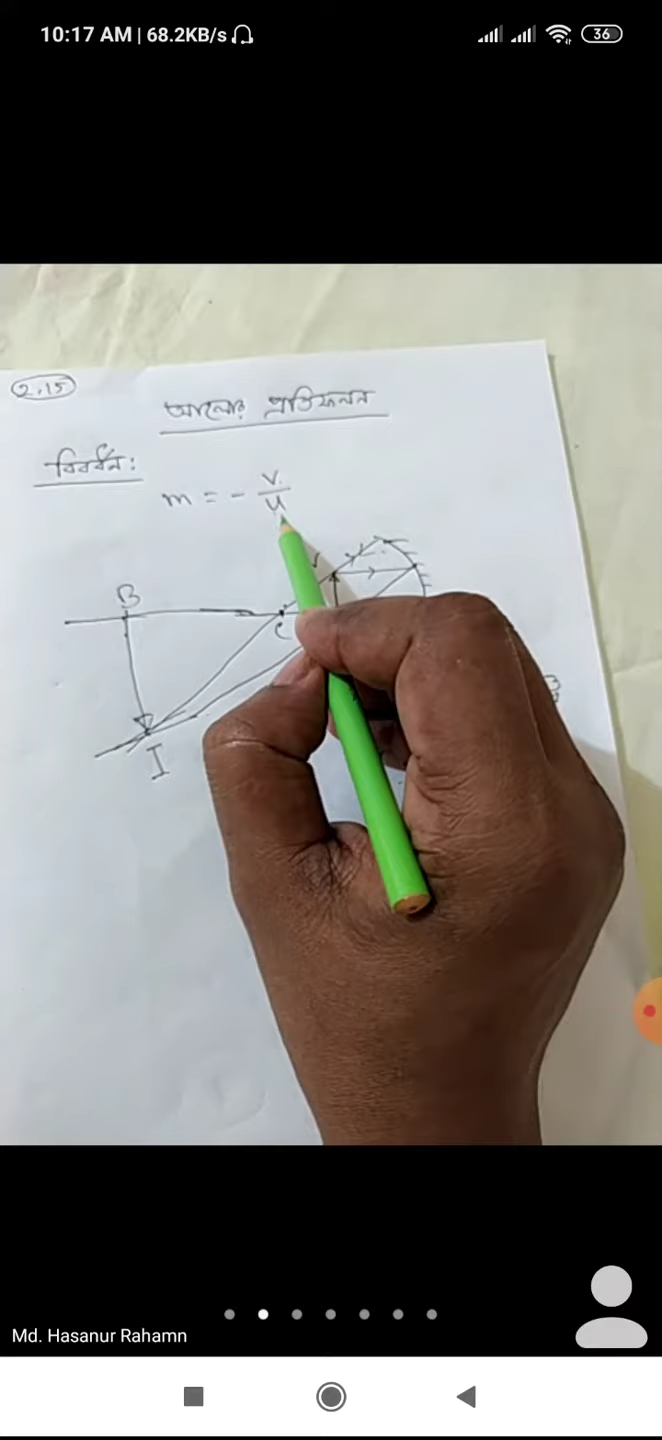 10:17 AM | 68.2KB/s
36
2.15
আলোর প্রতিফলন
বিবর্ধন:
m = - v/u
B
C
I
Md. Hasanur Rahamn